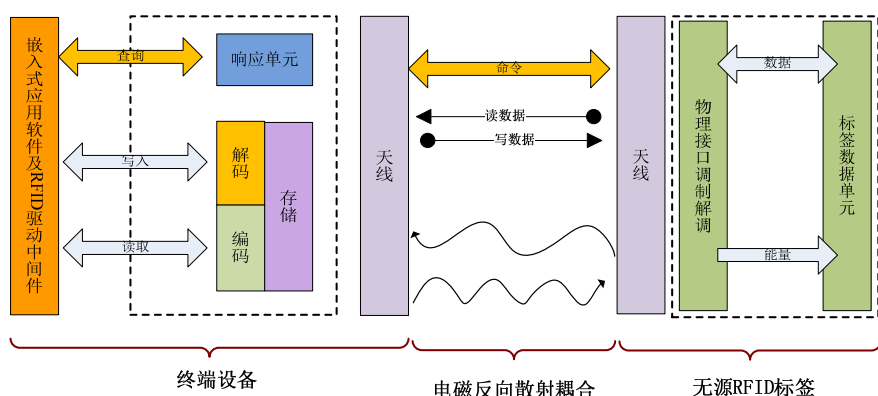 嵌入式应用软件及RFID驱动中间件
查询
写入
读取
响应单元
解码
编码
存储
天线
命令
读数据
写数据
天线
物理接口调制解调
数据
能量
标签数据单元
终端设备
电磁反向散射耦合
无源RFID标签